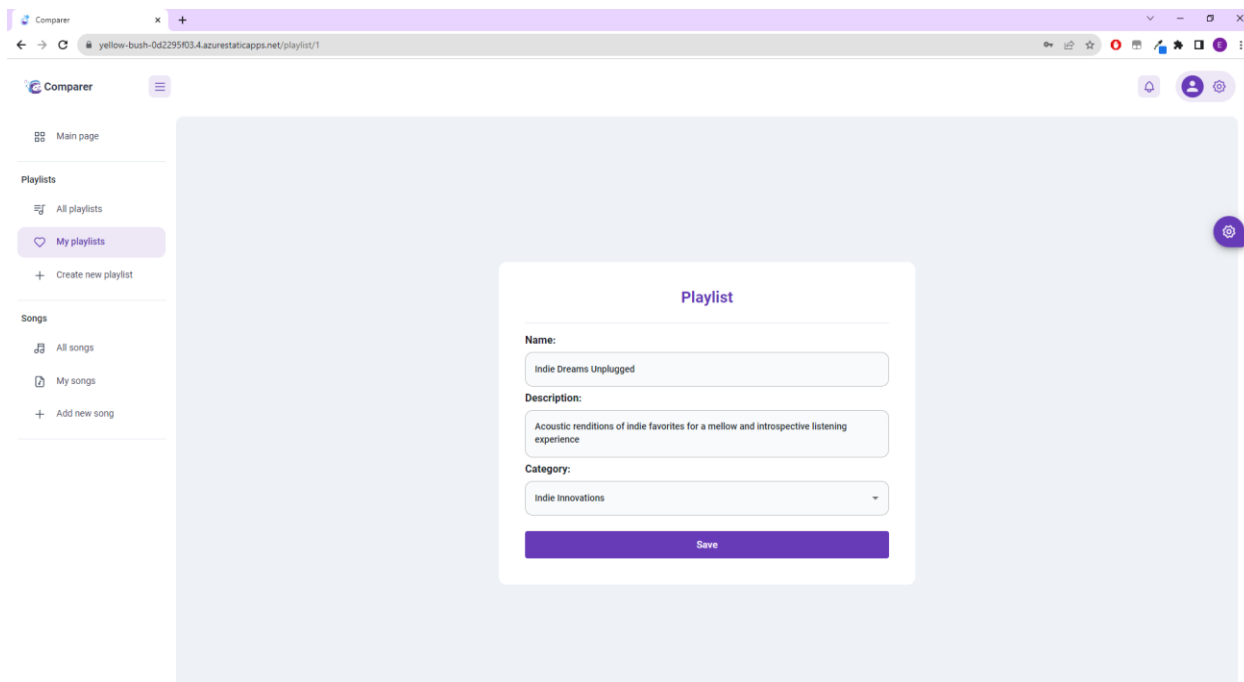 Comparer
yellow-bush-0d2295f03.4.azurestaticapps.net/playlist/1
E
Comparer
Main page
Playlists
All playlists
My playlists
Create new playlist
Songs
All songs
My songs
Add new song
Playlist
Name:
Indie Dreams Unplugged
Description:
Acoustic renditions of indie favorites for a mellow and introspective listening
experience
Category:
Indie Innovations
Save